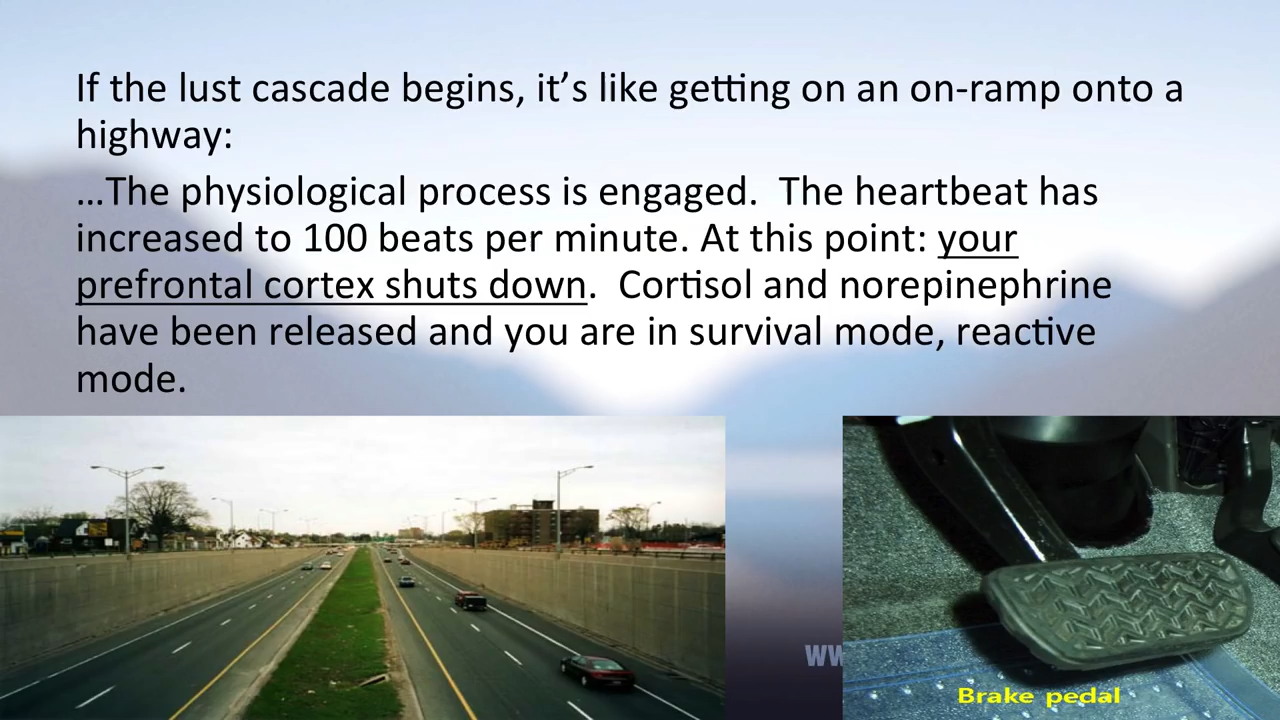 If the lust cascade begins, it’s like getting on an on-ramp onto a
highway:
…The physiological process is engaged.  The heartbeat has
increased to 100 beats per minute. At this point: your
prefrontal cortex shuts down.  Cortisol and norepinephrine
have been released and you are in survival mode, reactive
mode.
Brake pedal